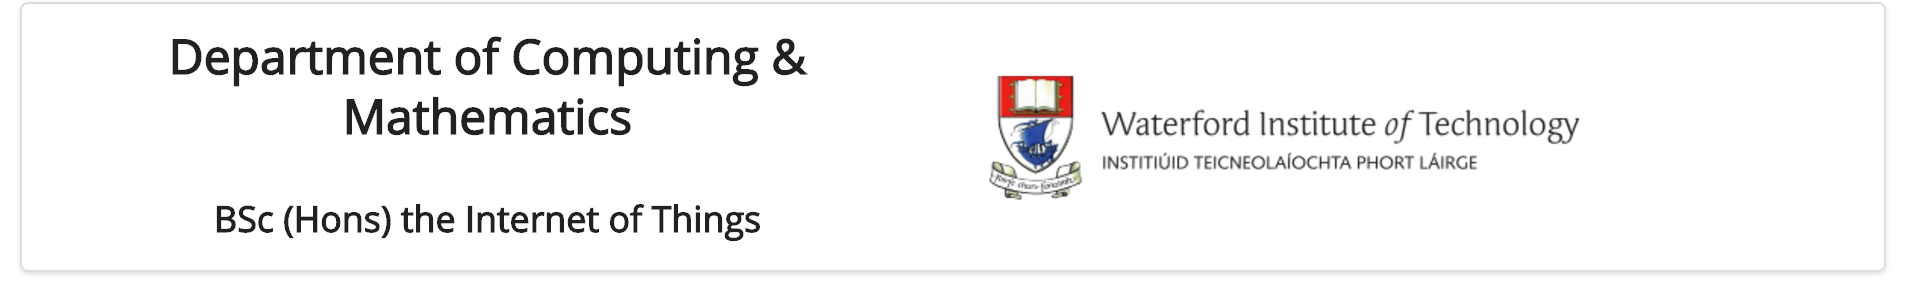 Department of Computing &
Mathematics
BSc (Hons) the Internet of Things
Waterford Institute of Technology
INSTITIÚID TEICNEOLAÍOCHTA PHORT LÁIRGE